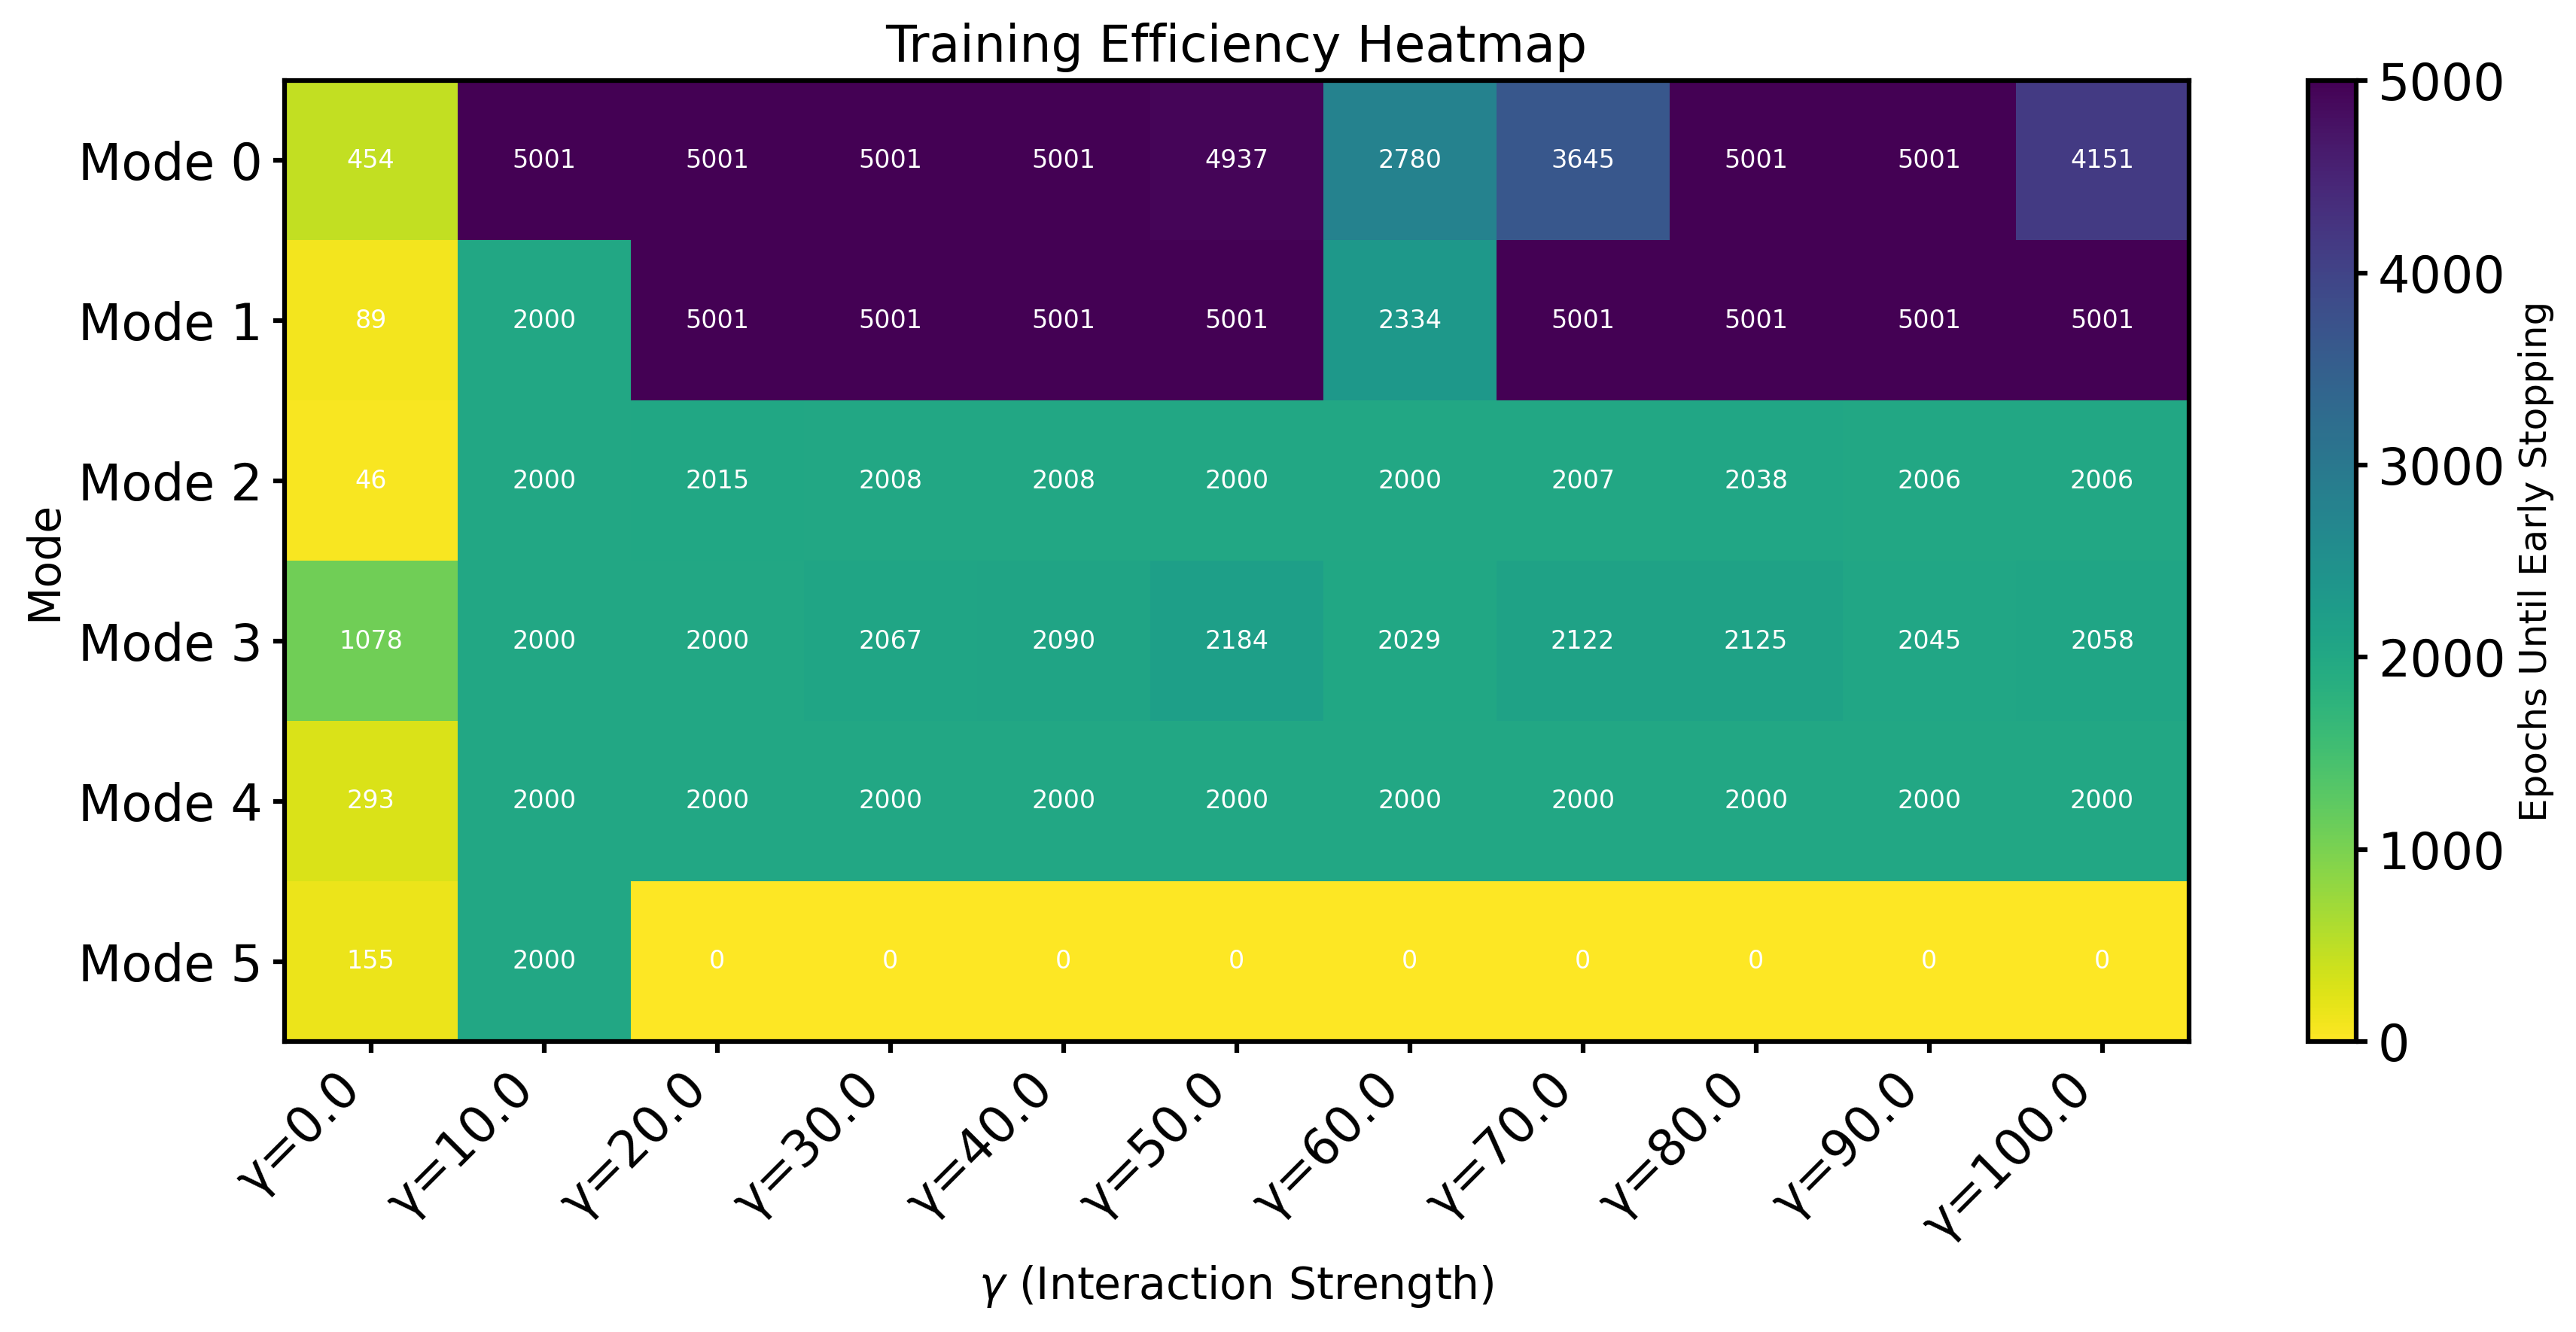 Training Efficiency Heatmap
Mode 0 454 5001 5001 5001 5001 4937 2780 3645 5001 5001 4151
Mode 1 89 2000 5001 5001 5001 5001 2334 5001 5001 5001 5001
Mode 2 46 2000 2015 2008 2008 2000 2000 2007 2038 2006 2006
Mode 3 1078 2000 2000 2067 2090 2184 2029 2122 2125 2045 2058
Mode 4 293 2000 2000 2000 2000 2000 2000 2000 2000 2000 2000
Mode 5 155 2000 0 0 0 0 0 0 0 0 0
Mode
γ=0.0 γ=10.0 γ=20.0 γ=30.0 γ=40.0 γ=50.0 γ=60.0 γ=70.0 γ=80.0 γ=90.0 γ=100.0
γ (Interaction Strength)
5000
4000
3000
2000
1000
0
Epochs Until Early Stopping